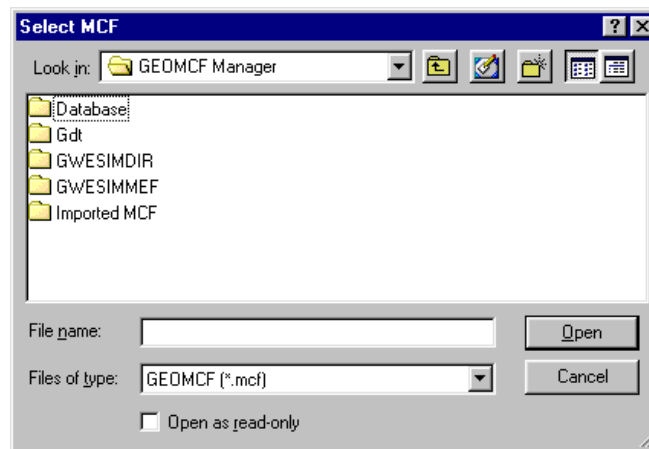 Select MCF
Look in: GEOMCF Manager
Database
Gdt
GWESIMDIR
GWESIMMEF
Imported MCF
File name: Open
Files of type: GEOMCF (*.mcf) Cancel
Open as read-only